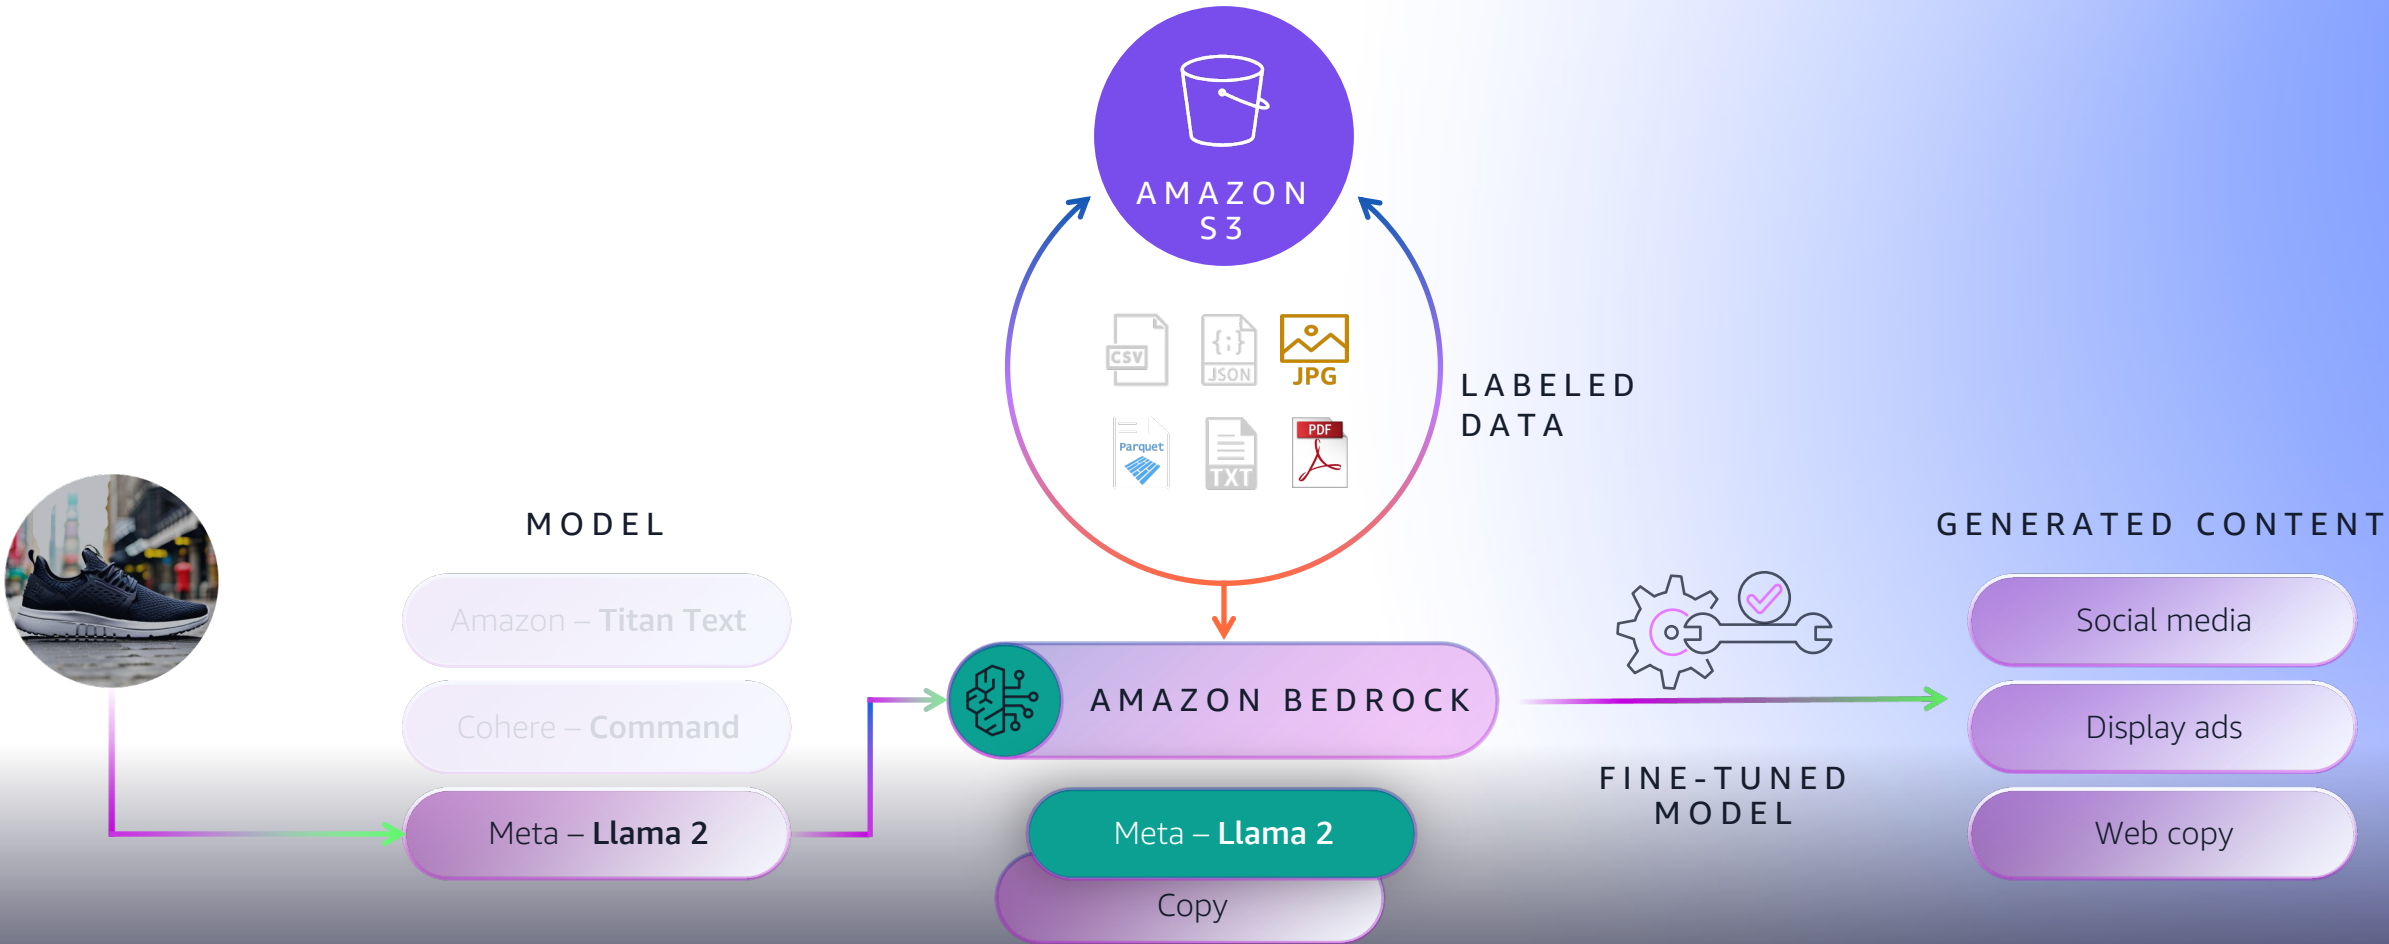 AMAZON
S3
CSV
{;}
JSON
JPG
Parquet
TXT
PDF
LABELED
DATA
MODEL
Amazon – Titan Text
Cohere – Command
Meta – Llama 2
AMAZON BEDROCK
Meta – Llama 2
Copy
FINE-TUNED
MODEL
GENERATED CONTENT
Social media
Display ads
Web copy